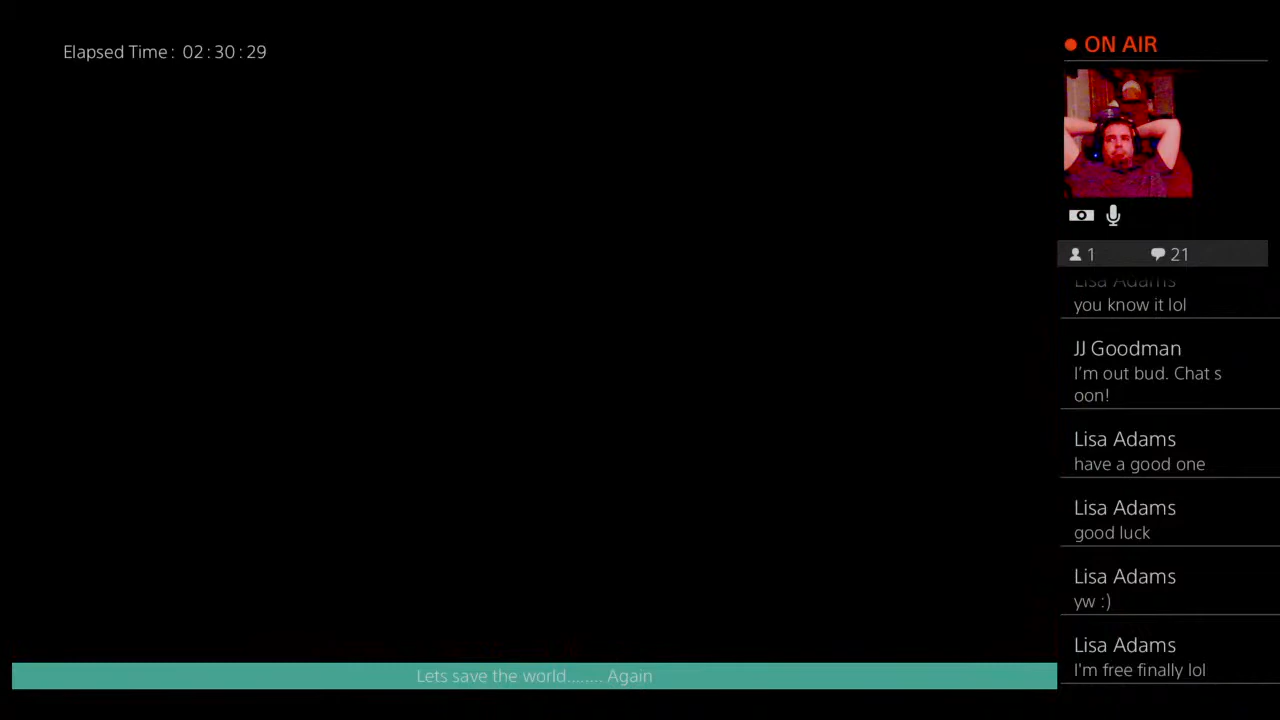 Elapsed Time: 02:30:29
ON AIR
1 21
Lisa Adams
you know it lol
JJ Goodman
I'm out bud. Chat s
oon!
Lisa Adams
have a good one
Lisa Adams
good luck
Lisa Adams
yw :)
Lisa Adams
I'm free finally lol
Lets save the world........ Again